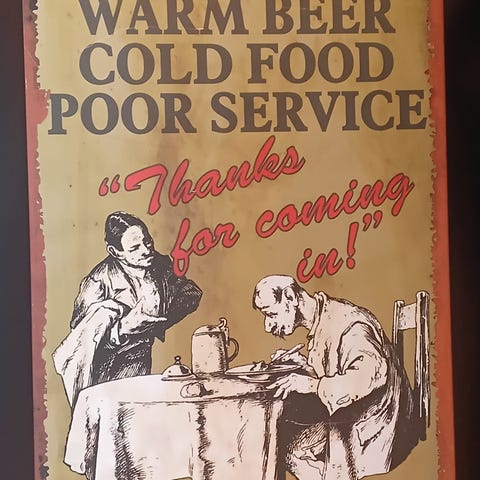 WARM BEER
COLD FOOD
POOR SERVICE
"Thanks
for coming
in!"